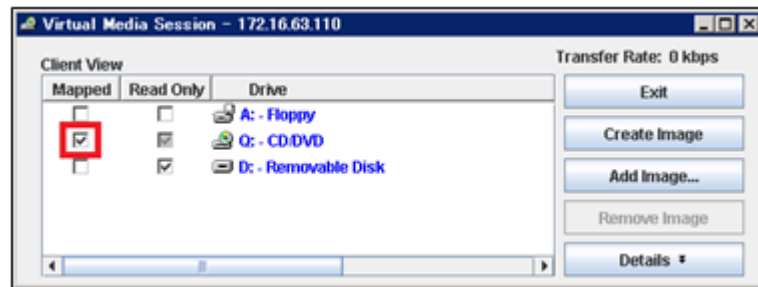 Virtual Media Session - 172.16.63.110
Client View
Transfer Rate: 0 kbps
Mapped Read Only Drive
A: - Floppy
Q: - CD/DVD
D: - Removable Disk
Exit
Create Image
Add Image...
Remove Image
Details